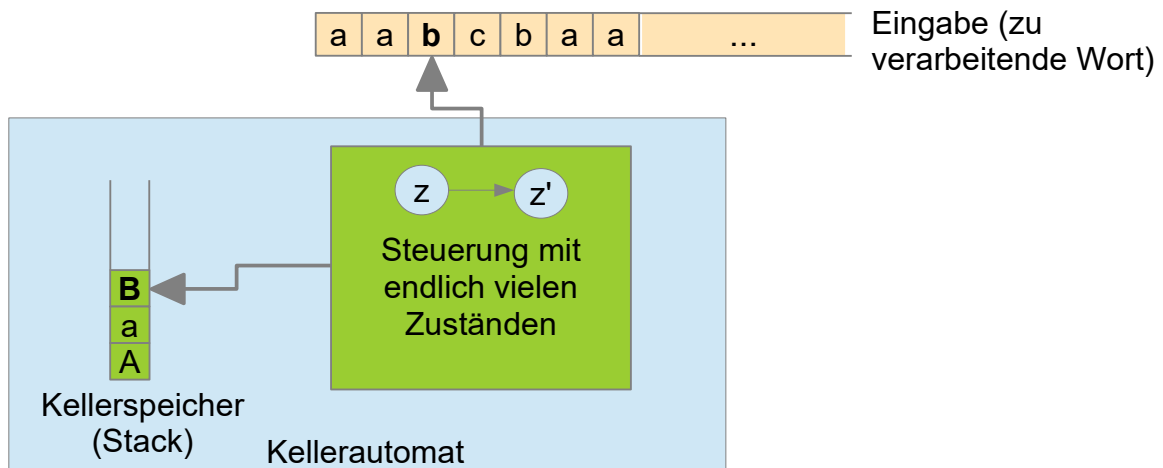 a a b c b a a ...
Eingabe (zu
verarbeitende Wort)
z z'
Steuerung mit
endlich vielen
Zuständen
B
a
A
Kellerspeicher
(Stack)
Kellerautomat